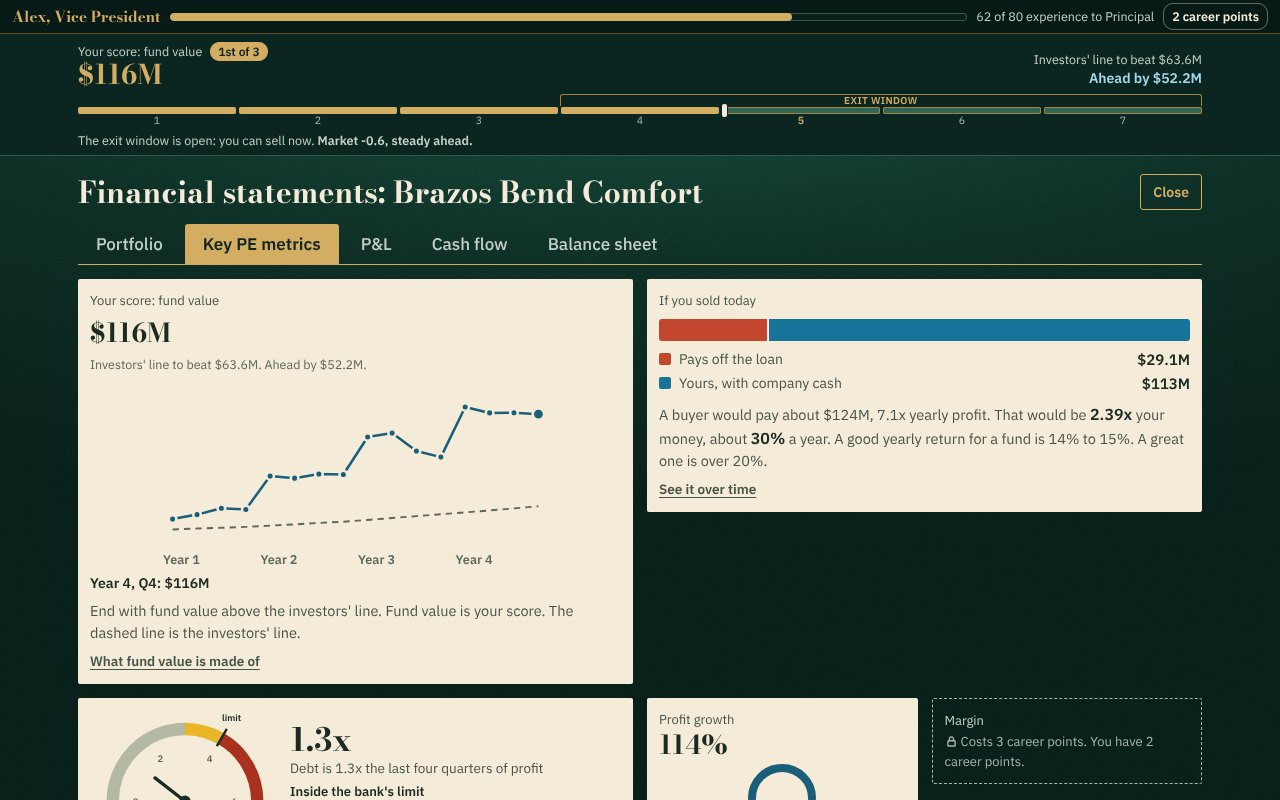 Alex, Vice President
62 of 80 experience to Principal
2 career points
Your score: fund value
1st of 3
$116M
Investors' line to beat $63.6M
Ahead by $52.2M
EXIT WINDOW
1
2
3
4
5
6
7
The exit window is open: you can sell now. Market -0.6, steady ahead.
Financial statements: Brazos Bend Comfort
Close
Portfolio
Key PE metrics
P&L
Cash flow
Balance sheet
Your score: fund value
$116M
Investors' line to beat $63.6M. Ahead by $52.2M.
Year 1
Year 2
Year 3
Year 4
Year 4, Q4: $116M
End with fund value above the investors' line. Fund value is your score. The
dashed line is the investors' line.
What fund value is made of
If you sold today
Pays off the loan
$29.1M
Yours, with company cash
$113M
A buyer would pay about $124M, 7.1x yearly profit. That would be 2.39x your
money, about 30% a year. A good yearly return for a fund is 14% to 15%. A great
one is over 20%.
See it over time
limit
2
4
1.3x
Debt is 1.3x the last four quarters of profit
Inside the bank's limit
Profit growth
114%
Margin
Costs 3 career points. You have 2
career points.